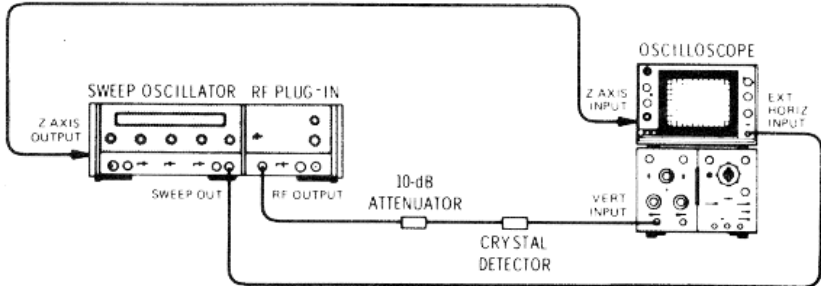 OSCILLOSCOPE
SWEEP OSCILLATOR RF PLUG-IN
Z AXIS
OUTPUT
Z AXIS
INPUT
EXT
HORIZ
INPUT
SWEEP OUT
RF OUTPUT
10-dB
ATTENUATOR
VERT
INPUT
CRYSTAL
DETECTOR